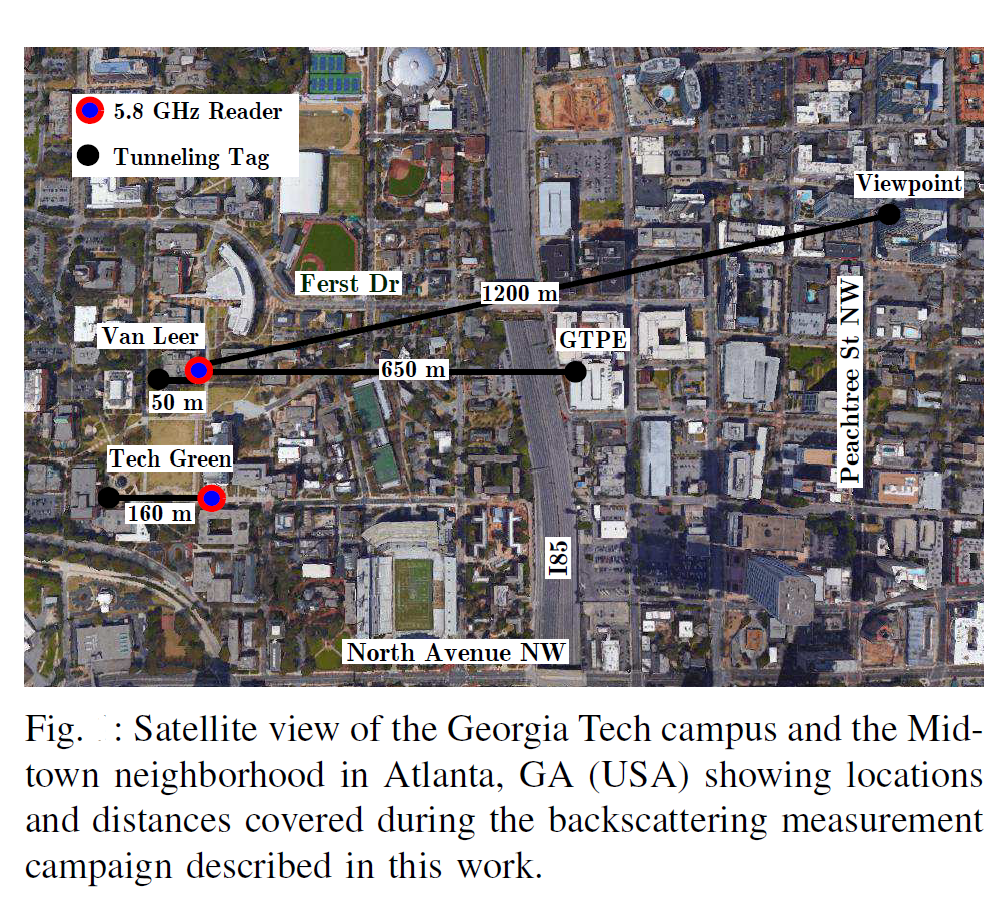 5.8 GHz Reader
Tunneling Tag
Viewpoint
Ferst Dr
1200 m
Van Leer
GTPE
650 m
50 m
Peachtree St NW
Tech Green
160 m
I85
North Avenue NW
Fig. : Satellite view of the Georgia Tech campus and the Mid-
town neighborhood in Atlanta, GA (USA) showing locations
and distances covered during the backscattering measurement
campaign described in this work.